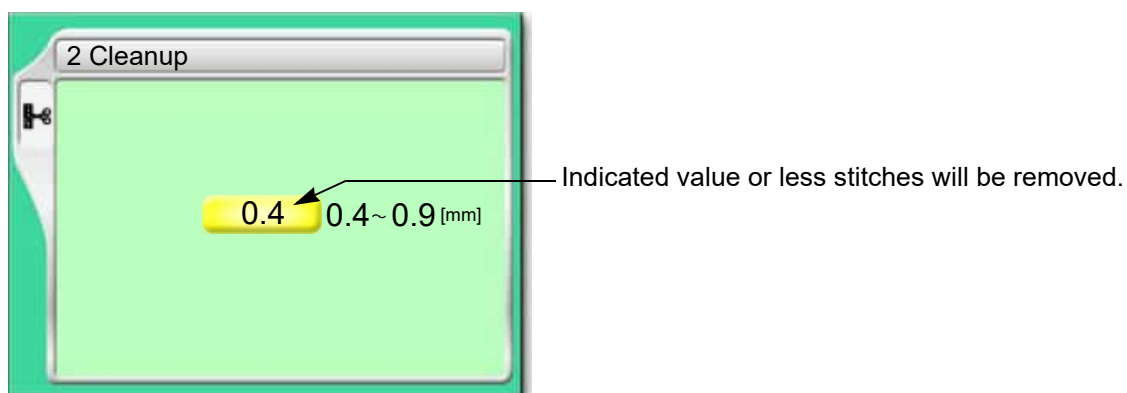 2 Cleanup
Indicated value or less stitches will be removed.
0.4 0.4~0.9 [mm]